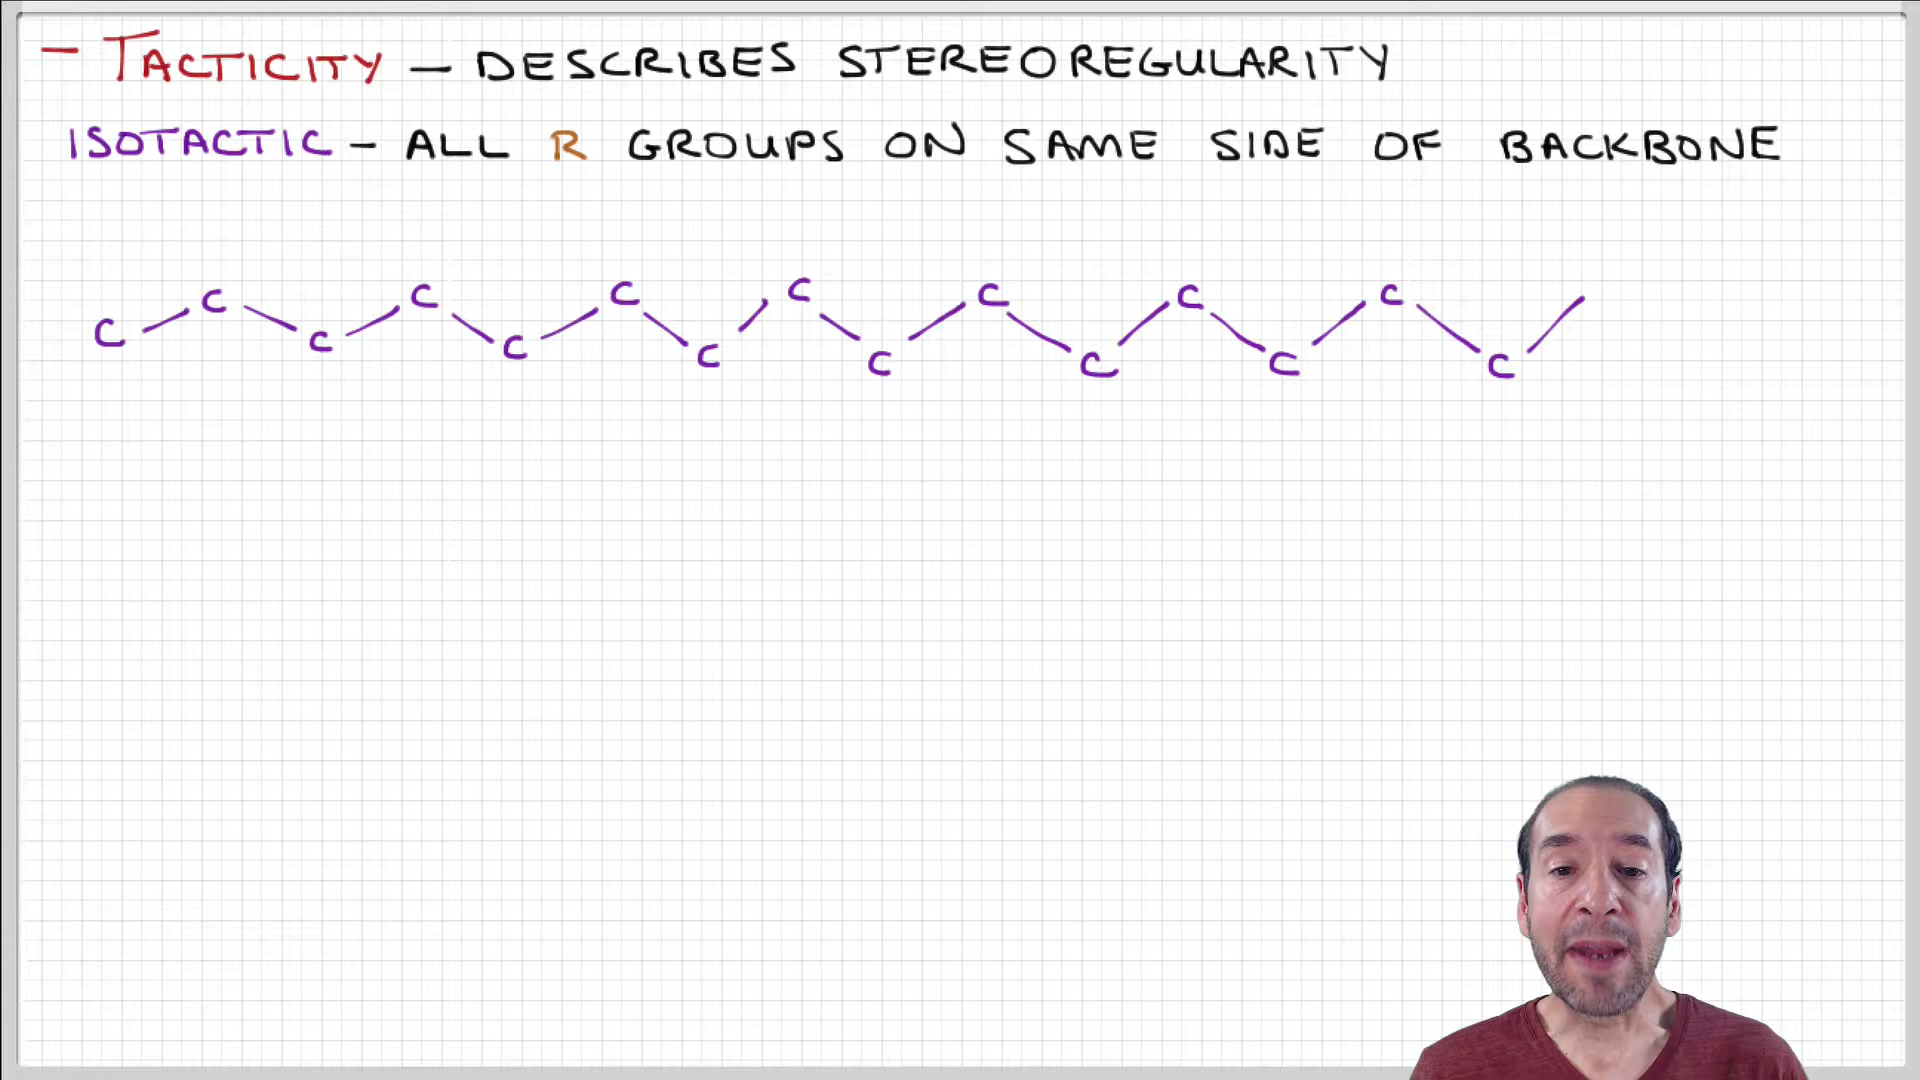 - TACTICITY - DESCRIBES STEREOREGULARITY
ISOTACTIC - ALL R GROUPS ON SAME SIDE OF BACKBONE
C C C C C C C C C C C C C C C